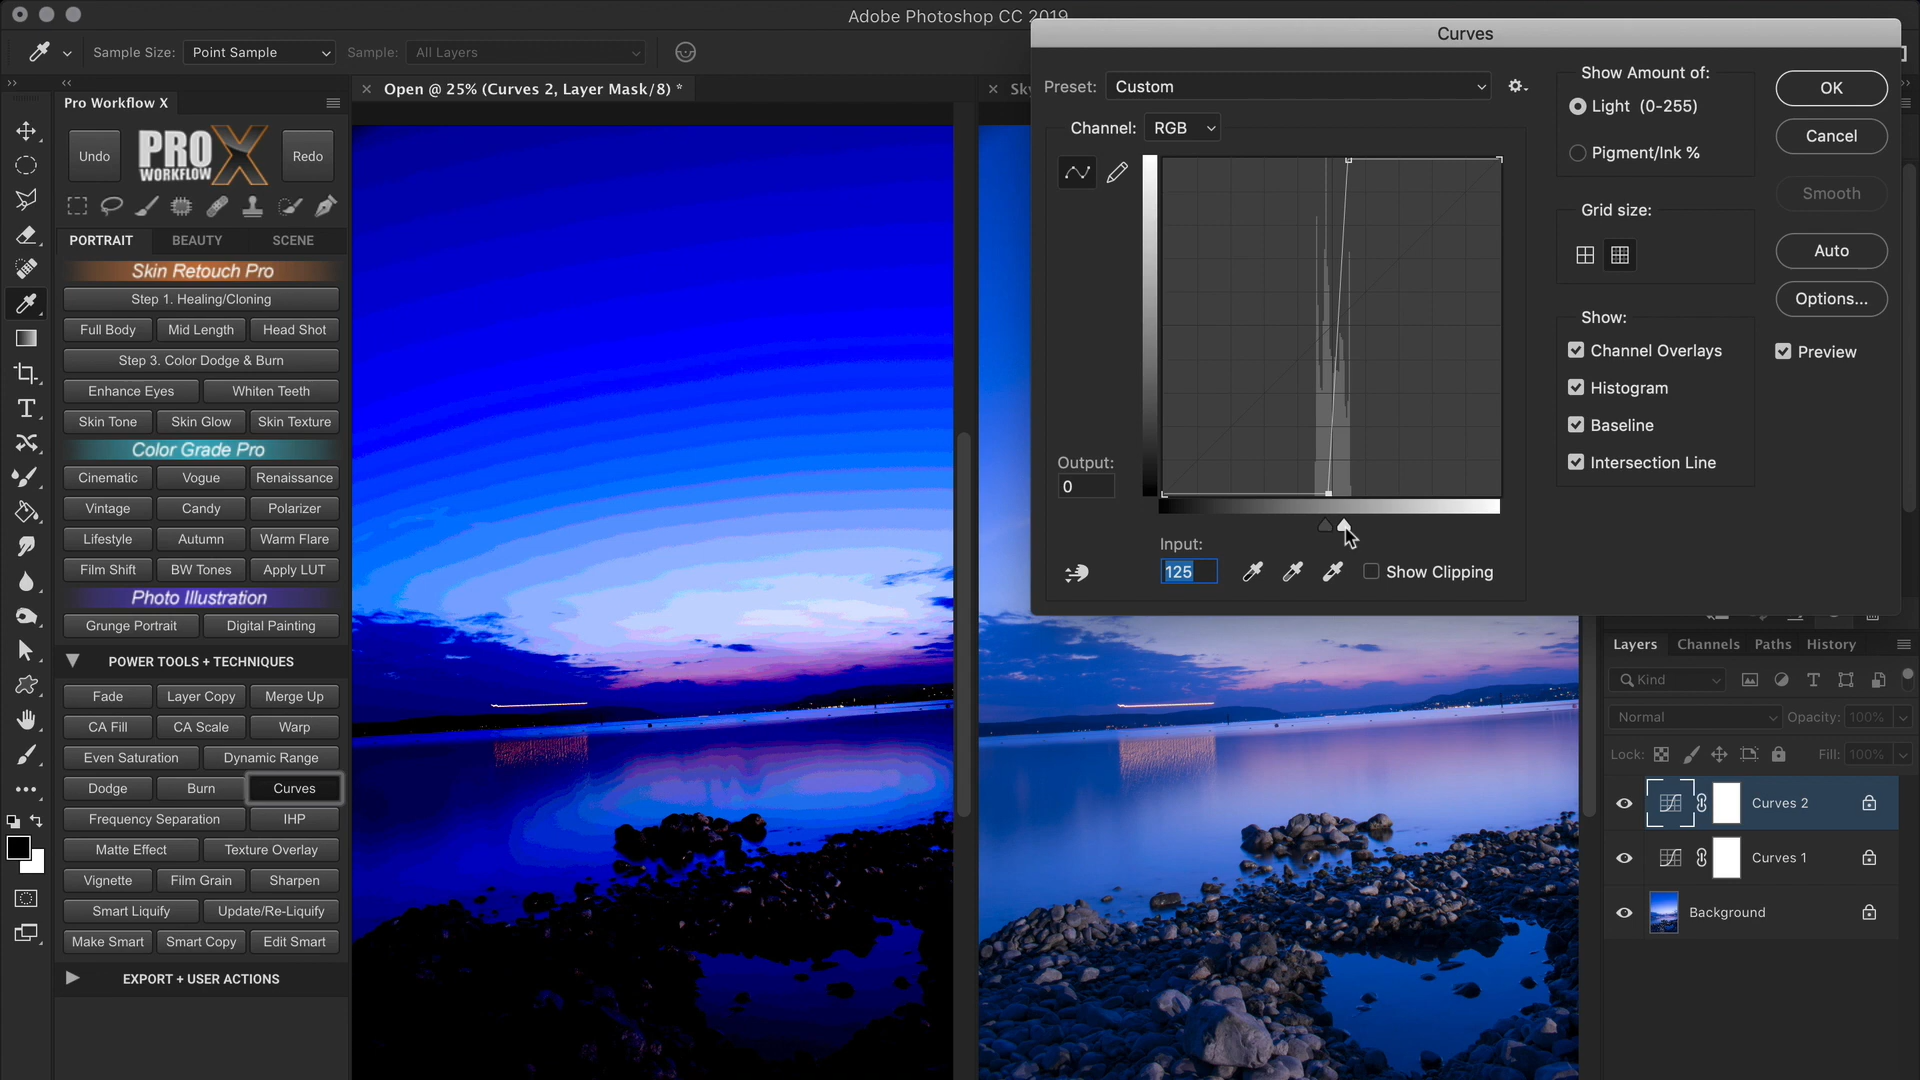 Adobe Photoshop CC 2019
Sample Size: Point Sample Sample: All Layers
Pro Workflow X
Open @ 25% (Curves 2, Layer Mask/8) *
Undo
PRO X
WORKFLOW
Redo
PORTRAIT BEAUTY SCENE
Skin Retouch Pro
Step 1. Healing/Cloning
Full Body Mid Length Head Shot
Step 3. Color Dodge & Burn
Enhance Eyes Whiten Teeth
Skin Tone Skin Glow Skin Texture
Color Grade Pro
Cinematic Vogue Renaissance
Vintage Candy Polarizer
Lifestyle Autumn Warm Flare
Film Shift BW Tones Apply LUT
Photo Illustration
Grunge Portrait Digital Painting
POWER TOOLS + TECHNIQUES
Fade Layer Copy Merge Up
CA Fill CA Scale Warp
Even Saturation Dynamic Range
Dodge Burn Curves
Frequency Separation IHP
Matte Effect Texture Overlay
Vignette Film Grain Sharpen
Smart Liquify Update/Re-Liquify
Make Smart Smart Copy Edit Smart
EXPORT + USER ACTIONS
Curves
Preset: Custom
Channel: RGB
Output:
0
Input:
125
Show Clipping
Show Amount of:
Light (0-255)
Pigment/Ink %
Grid size:
Show:
Channel Overlays
Histogram
Baseline
Intersection Line
OK
Cancel
Smooth
Auto
Options...
Preview
Layers Channels Paths History
Kind
Normal Opacity: 100%
Lock: Fill: 100%
Curves 2
Curves 1
Background